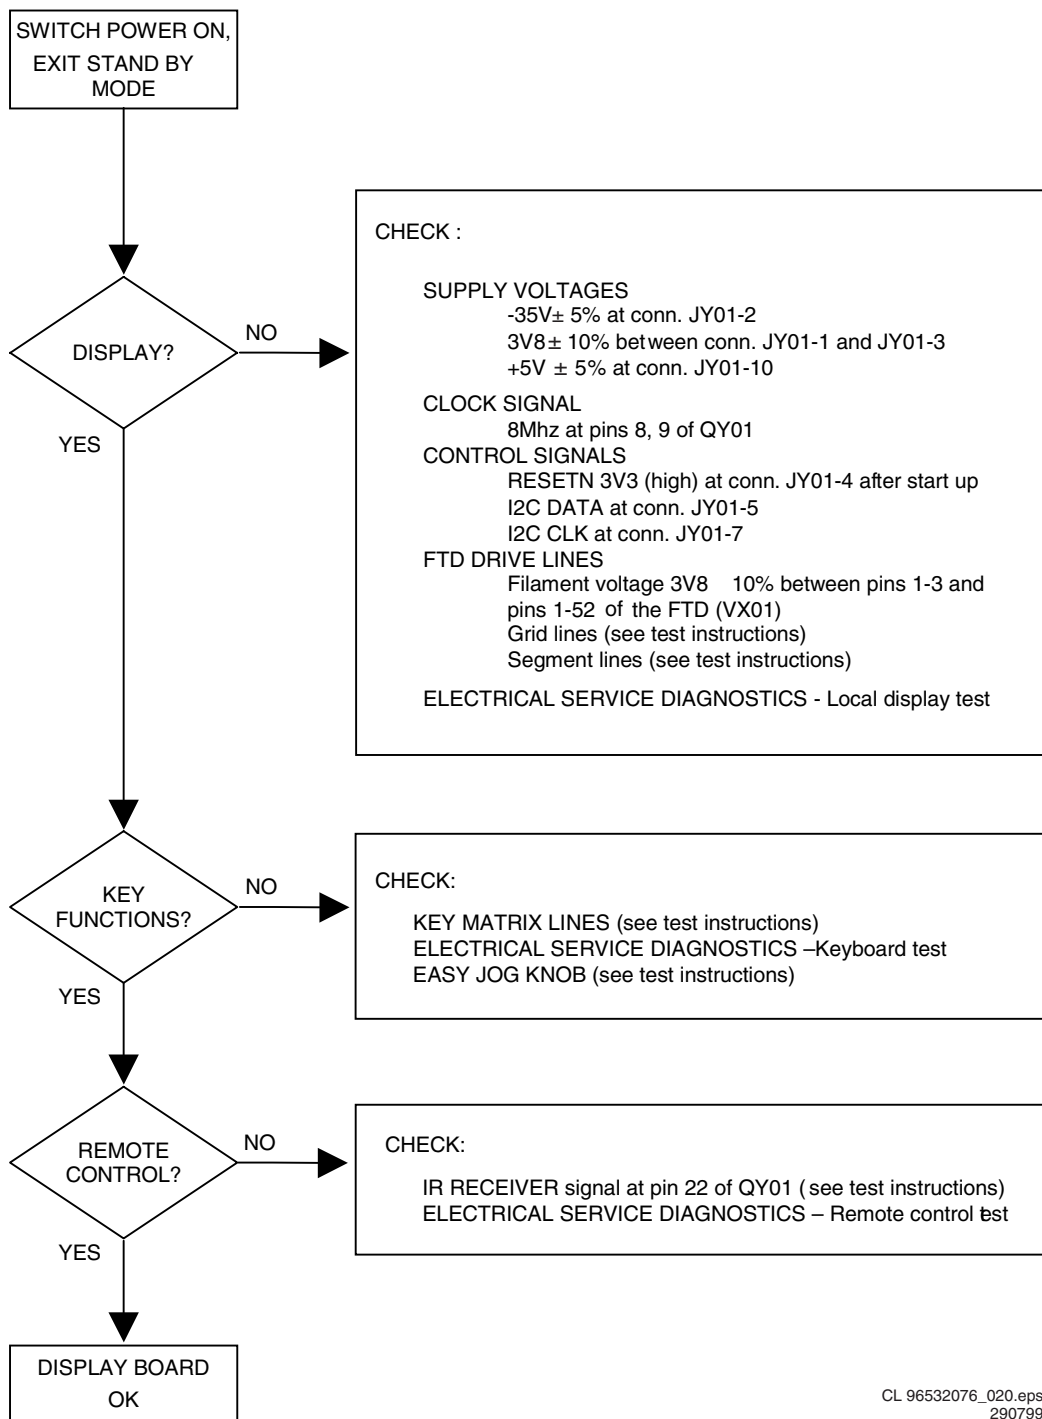 SWITCH POWER ON,
EXIT STAND BY
MODE
DISPLAY?
NO
YES
CHECK :
SUPPLY VOLTAGES
-35V± 5% at conn. JY01-2
3V8± 10% between conn. JY01-1 and JY01-3
+5V ± 5% at conn. JY01-10
CLOCK SIGNAL
8Mhz at pins 8, 9 of QY01
CONTROL SIGNALS
RESETN 3V3 (high) at conn. JY01-4 after start up
I2C DATA at conn. JY01-5
I2C CLK at conn. JY01-7
FTD DRIVE LINES
Filament voltage 3V8 10% between pins 1-3 and
pins 1-52 of the FTD (VX01)
Grid lines (see test instructions)
Segment lines (see test instructions)
ELECTRICAL SERVICE DIAGNOSTICS - Local display test
KEY
FUNCTIONS?
NO
YES
CHECK:
KEY MATRIX LINES (see test instructions)
ELECTRICAL SERVICE DIAGNOSTICS –Keyboard test
EASY JOG KNOB (see test instructions)
REMOTE
CONTROL?
NO
YES
CHECK:
IR RECEIVER signal at pin 22 of QY01 ( see test instructions)
ELECTRICAL SERVICE DIAGNOSTICS – Remote control test
DISPLAY BOARD
OK
CL 96532076_020.eps
290799